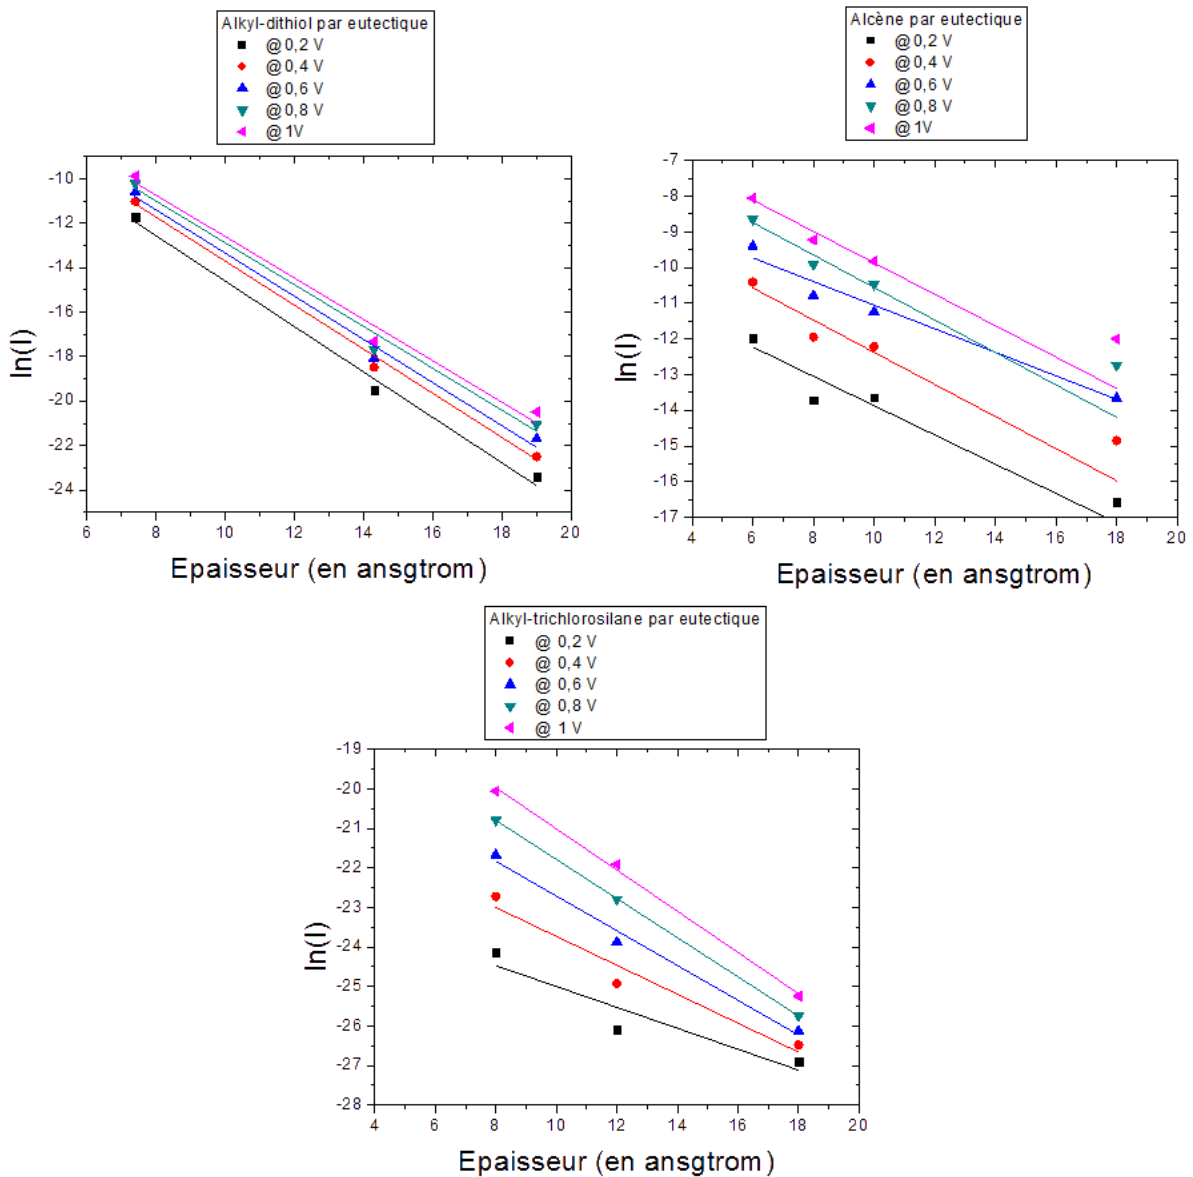 Alkyl-dithiol par eutectique
@ 0,2 V
@ 0,4 V
@ 0,6 V
@ 0,8 V
@ 1V
-10
-12
-14
-16
-18
-20
-22
-24
ln(I)
6 8 10 12 14 16 18 20
Epaisseur (en ansgtrom)
Alcène par eutectique
@ 0,2 V
@ 0,4 V
@ 0,6 V
@ 0,8 V
@ 1V
-7
-8
-9
-10
-11
-12
-13
-14
-15
-16
-17
ln(I)
4 6 8 10 12 14 16 18 20
Epaisseur (en ansgtrom)
Alkyl-trichlorosilane par eutectique
@ 0,2 V
@ 0,4 V
@ 0,6 V
@ 0,8 V
@ 1 V
-19
-20
-21
-22
-23
-24
-25
-26
-27
-28
ln(I)
4 6 8 10 12 14 16 18 20
Epaisseur (en ansgtrom)